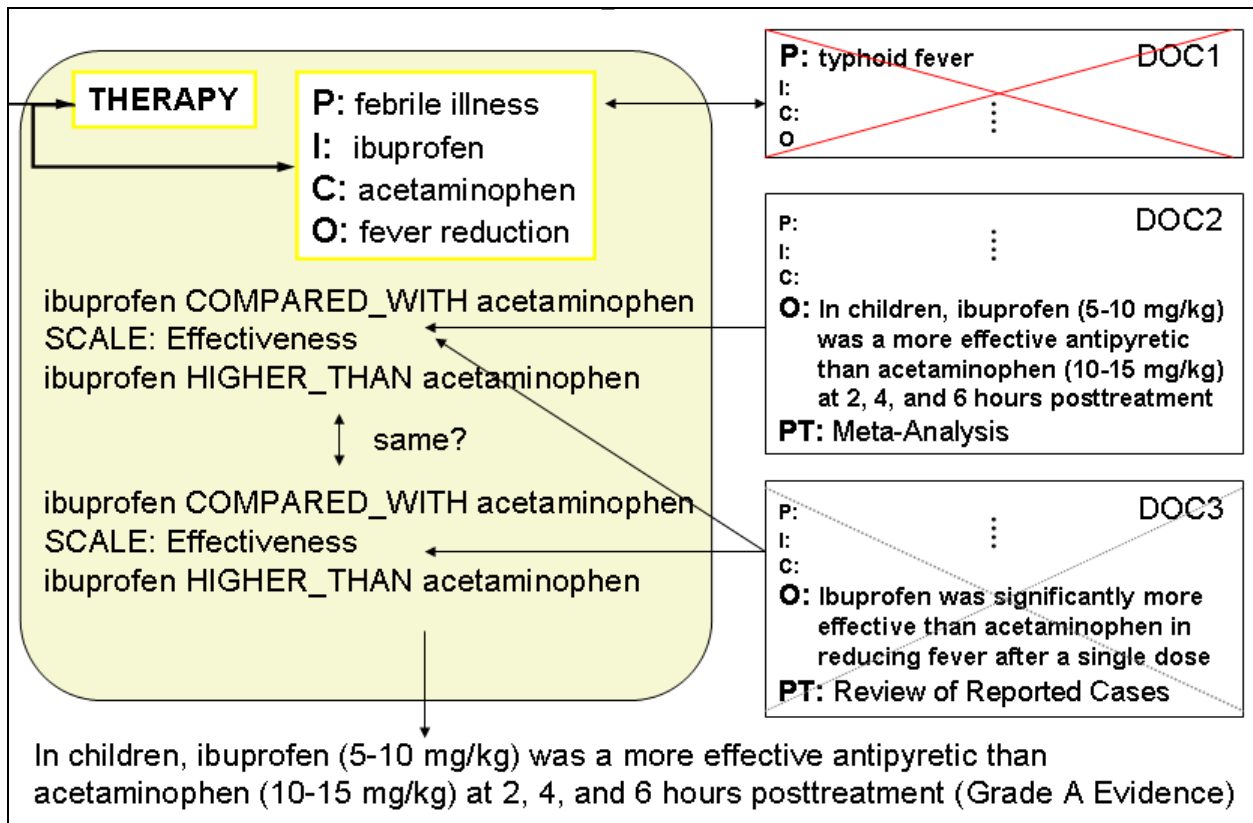 THERAPY
P: febrile illness
I: ibuprofen
C: acetaminophen
O: fever reduction
ibuprofen COMPARED_WITH acetaminophen
SCALE: Effectiveness
ibuprofen HIGHER_THAN acetaminophen
same?
ibuprofen COMPARED_WITH acetaminophen
SCALE: Effectiveness
ibuprofen HIGHER_THAN acetaminophen
DOC1
P: typhoid fever
I:
C:
O
DOC2
P:
I:
C:
O: In children, ibuprofen (5-10 mg/kg)
was a more effective antipyretic
than acetaminophen (10-15 mg/kg)
at 2, 4, and 6 hours posttreatment
PT: Meta-Analysis
DOC3
P:
I:
C:
O: Ibuprofen was significantly more
effective than acetaminophen in
reducing fever after a single dose
PT: Review of Reported Cases
In children, ibuprofen (5-10 mg/kg) was a more effective antipyretic than
acetaminophen (10-15 mg/kg) at 2, 4, and 6 hours posttreatment (Grade A Evidence)